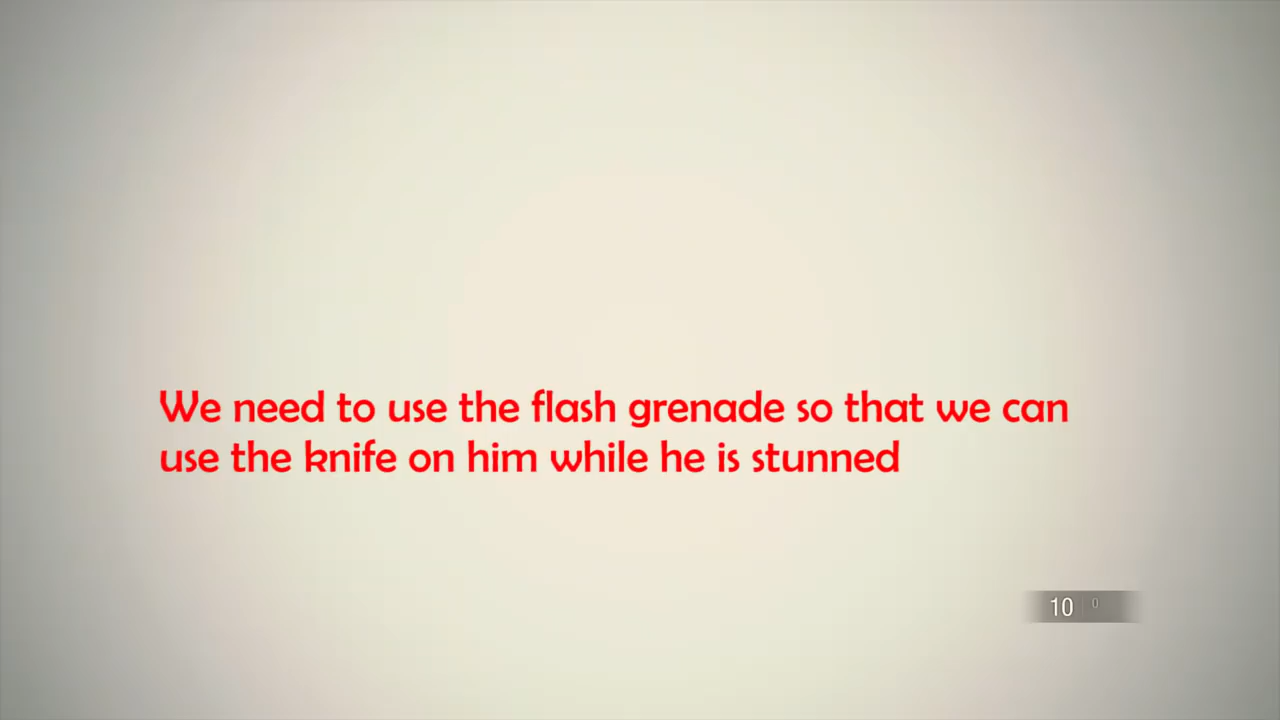 We need to use the flash grenade so that we can
use the knife on him while he is stunned
10 0